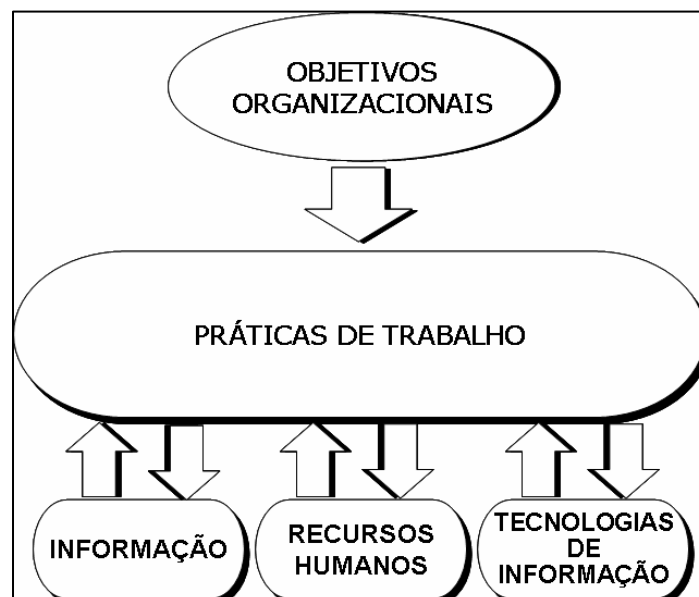 OBJETIVOS
ORGANIZACIONAIS
PRÁTICAS DE TRABALHO
INFORMAÇÃO
RECURSOS
HUMANOS
TECNOLOGIAS
DE
INFORMAÇÃO